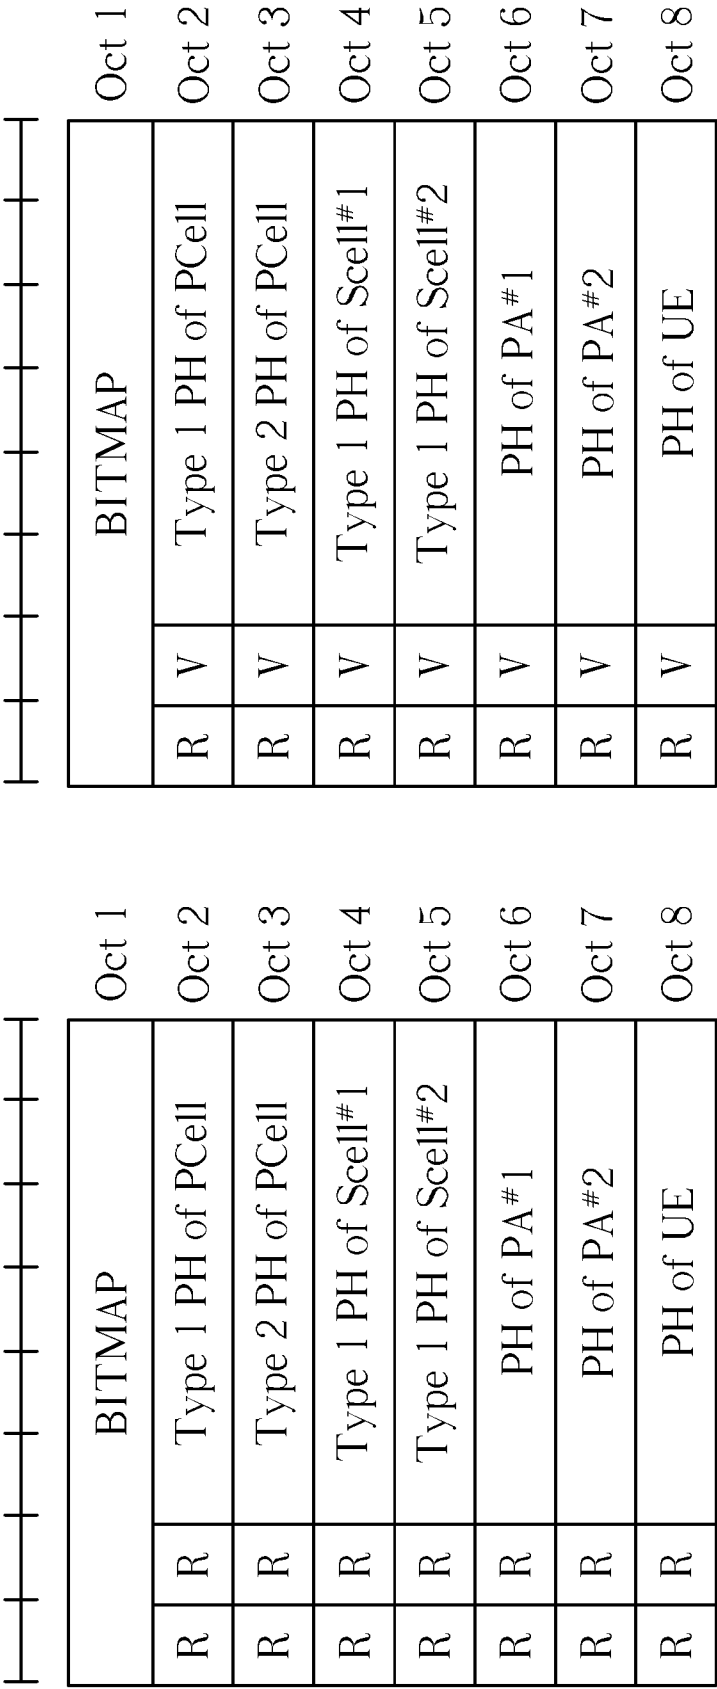 BITMAP Oct 1
R R Type 1 PH of PCell Oct 2
R R Type 2 PH of PCell Oct 3
R R Type 1 PH of Scell#1 Oct 4
R R Type 1 PH of Scell#2 Oct 5
R R PH of PA#1 Oct 6
R R PH of PA#2 Oct 7
R R PH of UE Oct 8
BITMAP Oct 1
R V Type 1 PH of PCell Oct 2
R V Type 2 PH of PCell Oct 3
R V Type 1 PH of Scell#1 Oct 4
R V Type 1 PH of Scell#2 Oct 5
R V PH of PA#1 Oct 6
R V PH of PA#2 Oct 7
R V PH of UE Oct 8